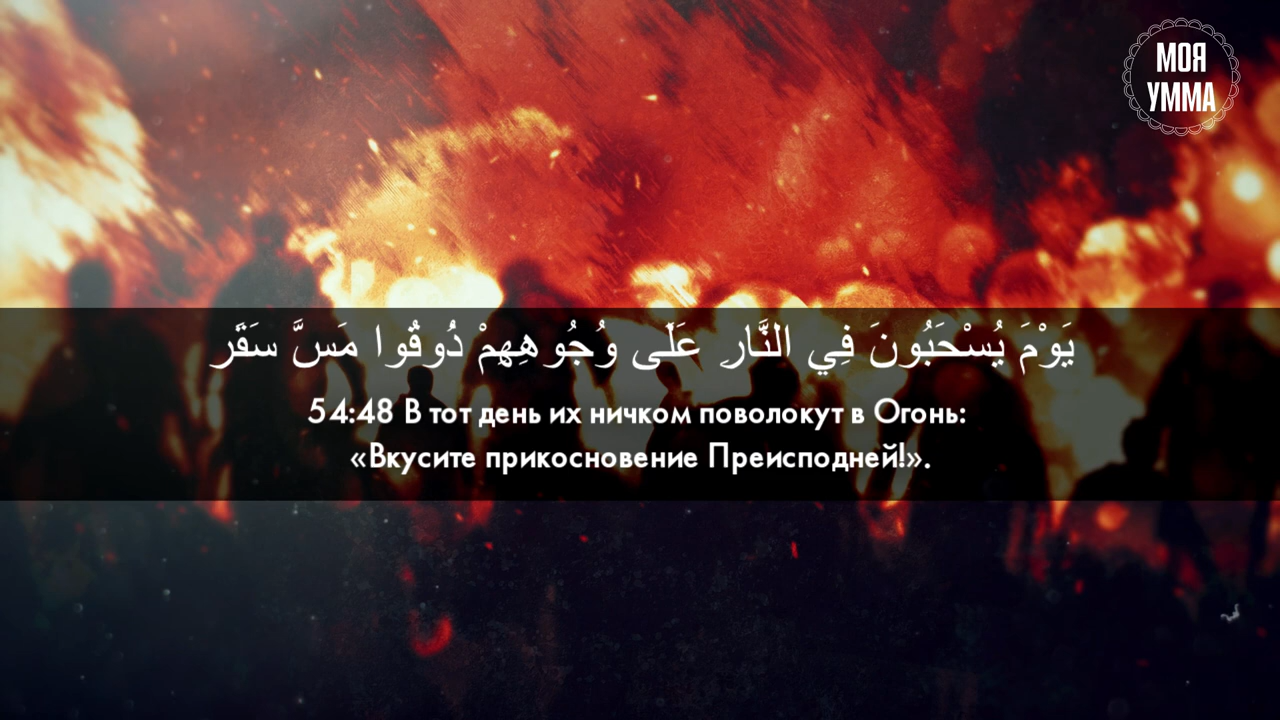 МОЯ
УММА
يَوْمَ يُسْحَبُونَ فِي النَّارِ عَلَى وُجُوهِهِمْ ذُوقُوا مَسَّ سَقَرَ
54:48 В тот день их ничком поволокут в Огонь:
«Вкусите прикосновение Преисподней!».